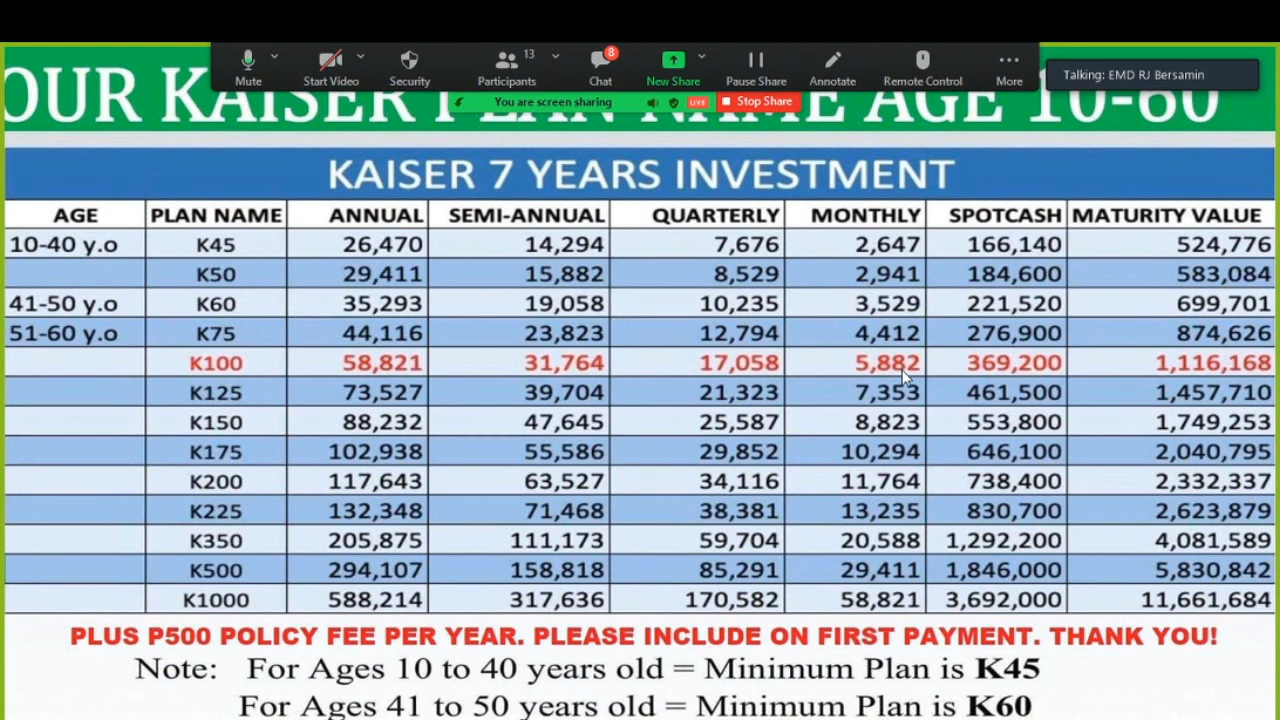 Mute
Start Video
Security
Participants 13
Chat 8
New Share
Pause Share
Annotate
Remote Control
More
Talking: EMD RJ Bersamin
You are screen sharing LIVE Stop Share
OUR KAISER PLAN NAME AGE 10-60
KAISER 7 YEARS INVESTMENT
AGE PLAN NAME ANNUAL SEMI-ANNUAL QUARTERLY MONTHLY SPOTCASH MATURITY VALUE
10-40 y.o K45 26,470 14,294 7,676 2,647 166,140 524,776
K50 29,411 15,882 8,529 2,941 184,600 583,084
41-50 y.o K60 35,293 19,058 10,235 3,529 221,520 699,701
51-60 y.o K75 44,116 23,823 12,794 4,412 276,900 874,626
K100 58,821 31,764 17,058 5,882 369,200 1,116,168
K125 73,527 39,704 21,323 7,353 461,500 1,457,710
K150 88,232 47,645 25,587 8,823 553,800 1,749,253
K175 102,938 55,586 29,852 10,294 646,100 2,040,795
K200 117,643 63,527 34,116 11,764 738,400 2,332,337
K225 132,348 71,468 38,381 13,235 830,700 2,623,879
K350 205,875 111,173 59,704 20,588 1,292,200 4,081,589
K500 294,107 158,818 85,291 29,411 1,846,000 5,830,842
K1000 588,214 317,636 170,582 58,821 3,692,000 11,661,684
PLUS P500 POLICY FEE PER YEAR. PLEASE INCLUDE ON FIRST PAYMENT. THANK YOU!
Note: For Ages 10 to 40 years old = Minimum Plan is K45
For Ages 41 to 50 years old = Minimum Plan is K60